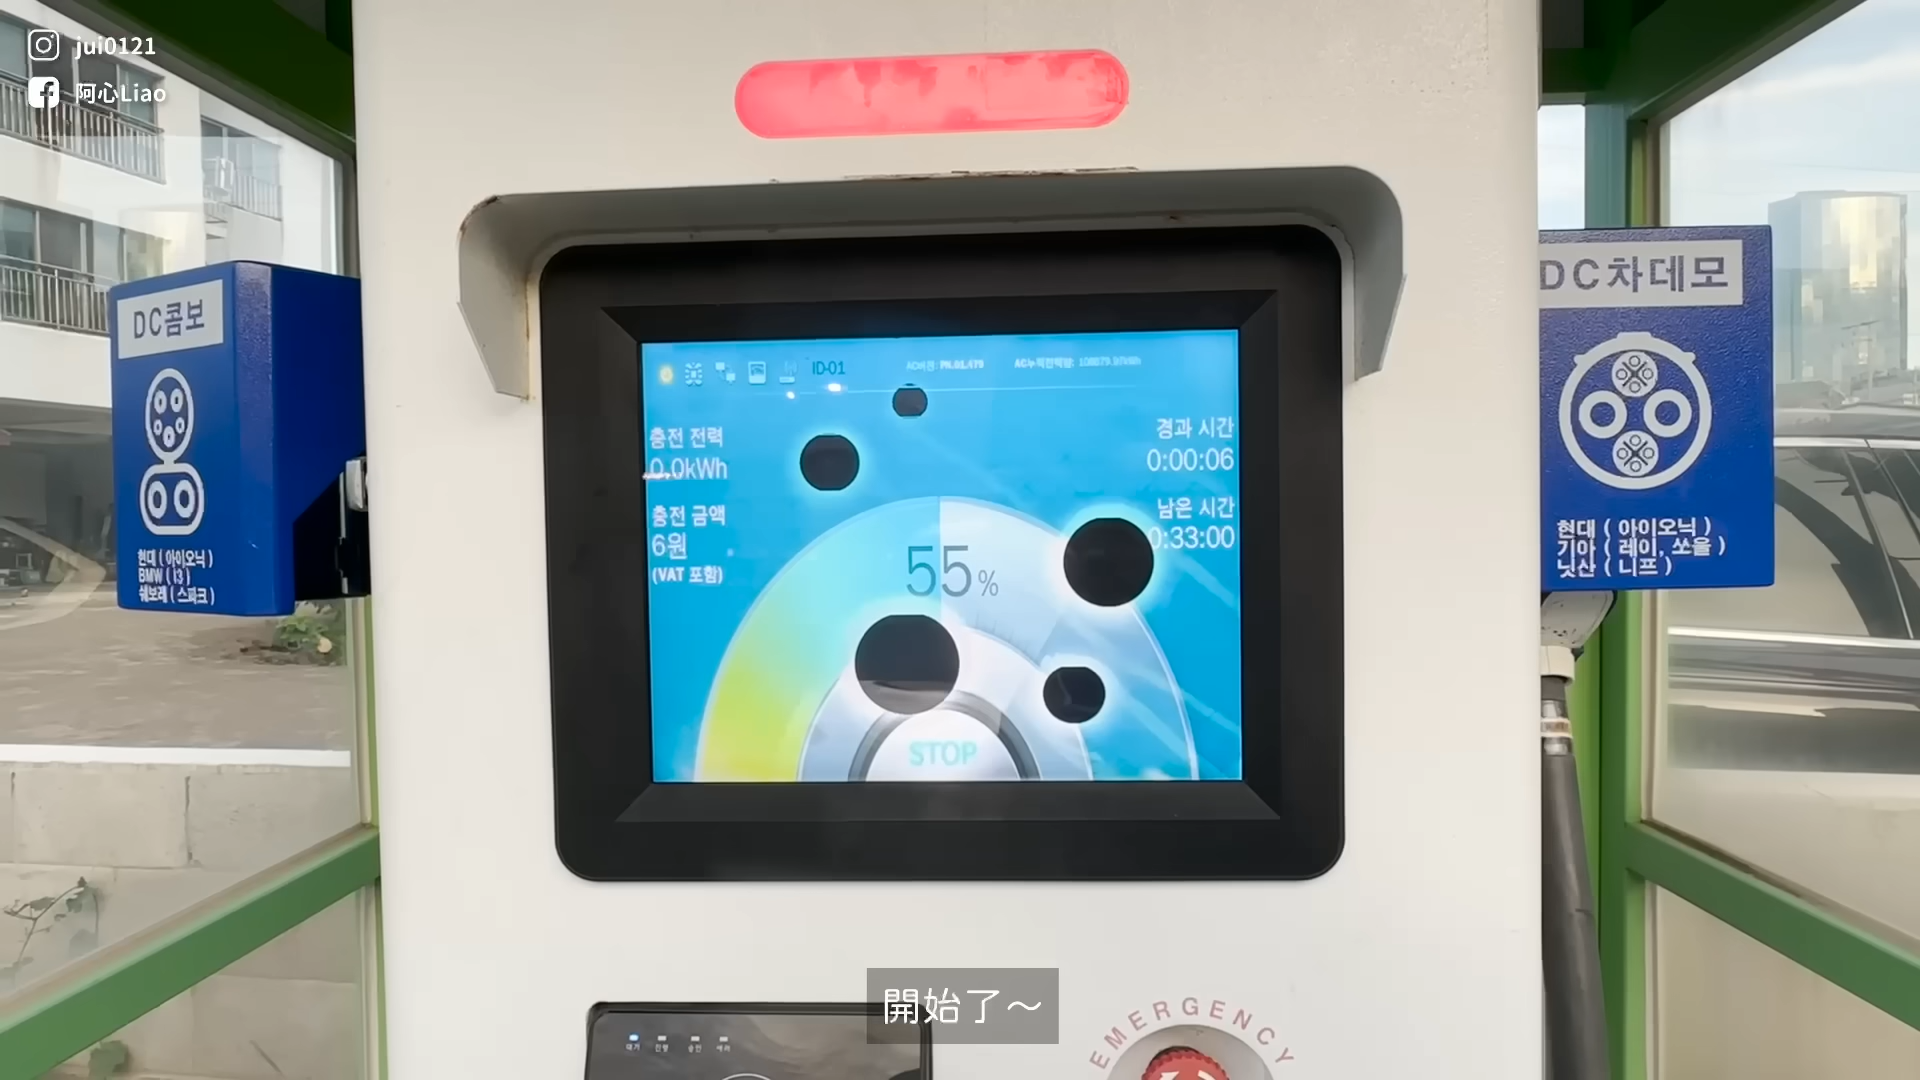 jui0121
阿心Liao
DC콤보
현대 ( 아이오닉 )
BMW ( i3 )
쉐보레 ( 스파크 )
ID-01
충전 전력
0.0kWh
충전 금액
6원
(VAT 포함)
경과 시간
0:00:06
남은 시간
0:33:00
55%
STOP
DC차데모
현대 ( 아이오닉 )
기아 ( 레이, 쏘울 )
닛산 ( 니프 )
開始了～
EMERGENCY